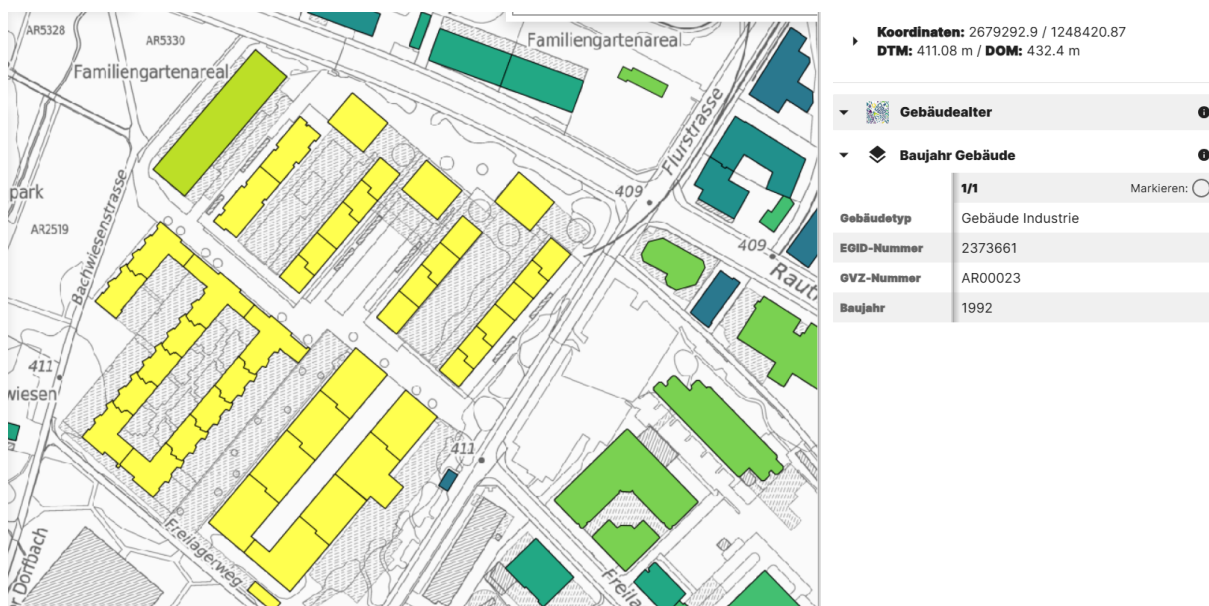 AR5328
AR5330
Familiengartenareal
Familiengartenareal
park
AR2519
Bachwiesenstrasse
Flurstrasse
409
409
411
wiesen
411
Freilagerweg
Dorfbach
Koordinaten: 2679292.9 / 1248420.87
DTM: 411.08 m / DOM: 432.4 m
Gebäudealter
Baujahr Gebäude
1/1 Markieren:
Gebäudetyp Gebäude Industrie
EGID-Nummer 2373661
GVZ-Nummer AR00023
Baujahr 1992